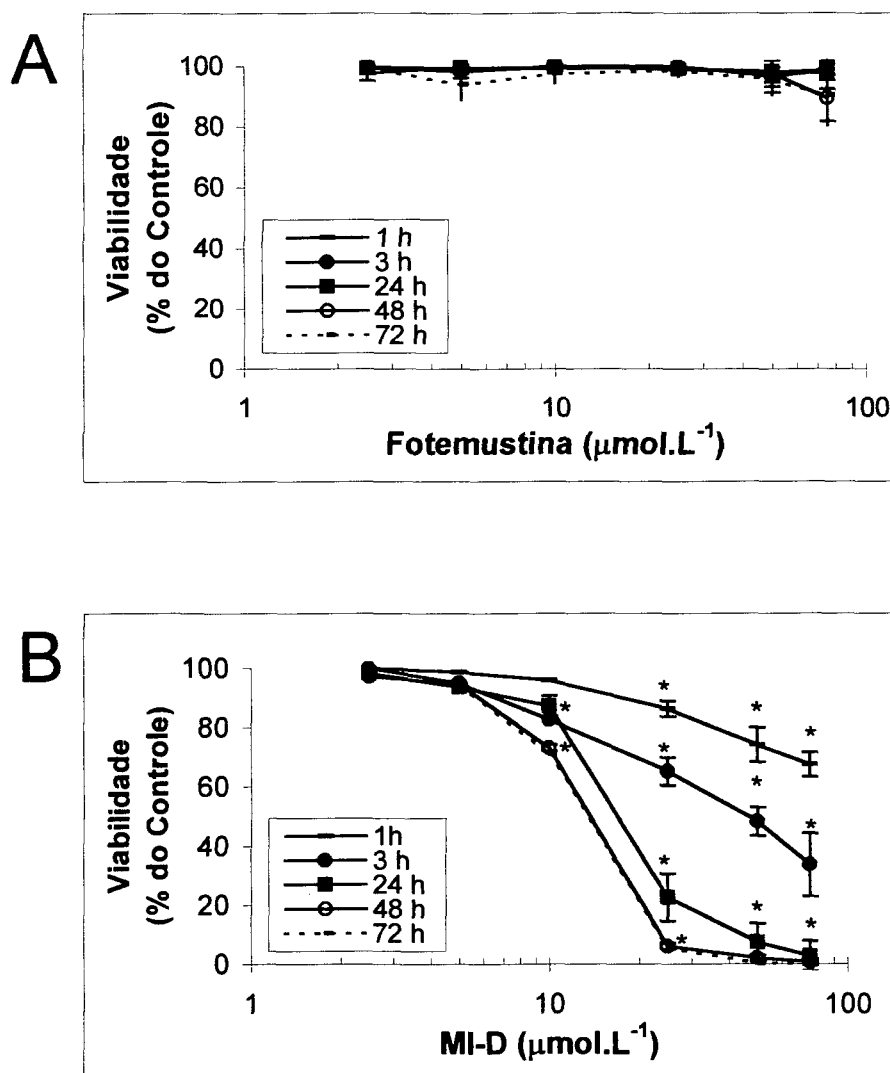 A
Viabilidade
(% do Controle)
100
80
60
40
20
0
1 h
3 h
24 h
48 h
72 h
1
10
100
Fotemustina (μmol.L⁻¹)
B
Viabilidade
(% do Controle)
100
80
60
40
20
0
* * *
* * * *
*
* * *
*
1h
3 h
24 h
48 h
72 h
1
10
100
MI-D (μmol.L⁻¹)